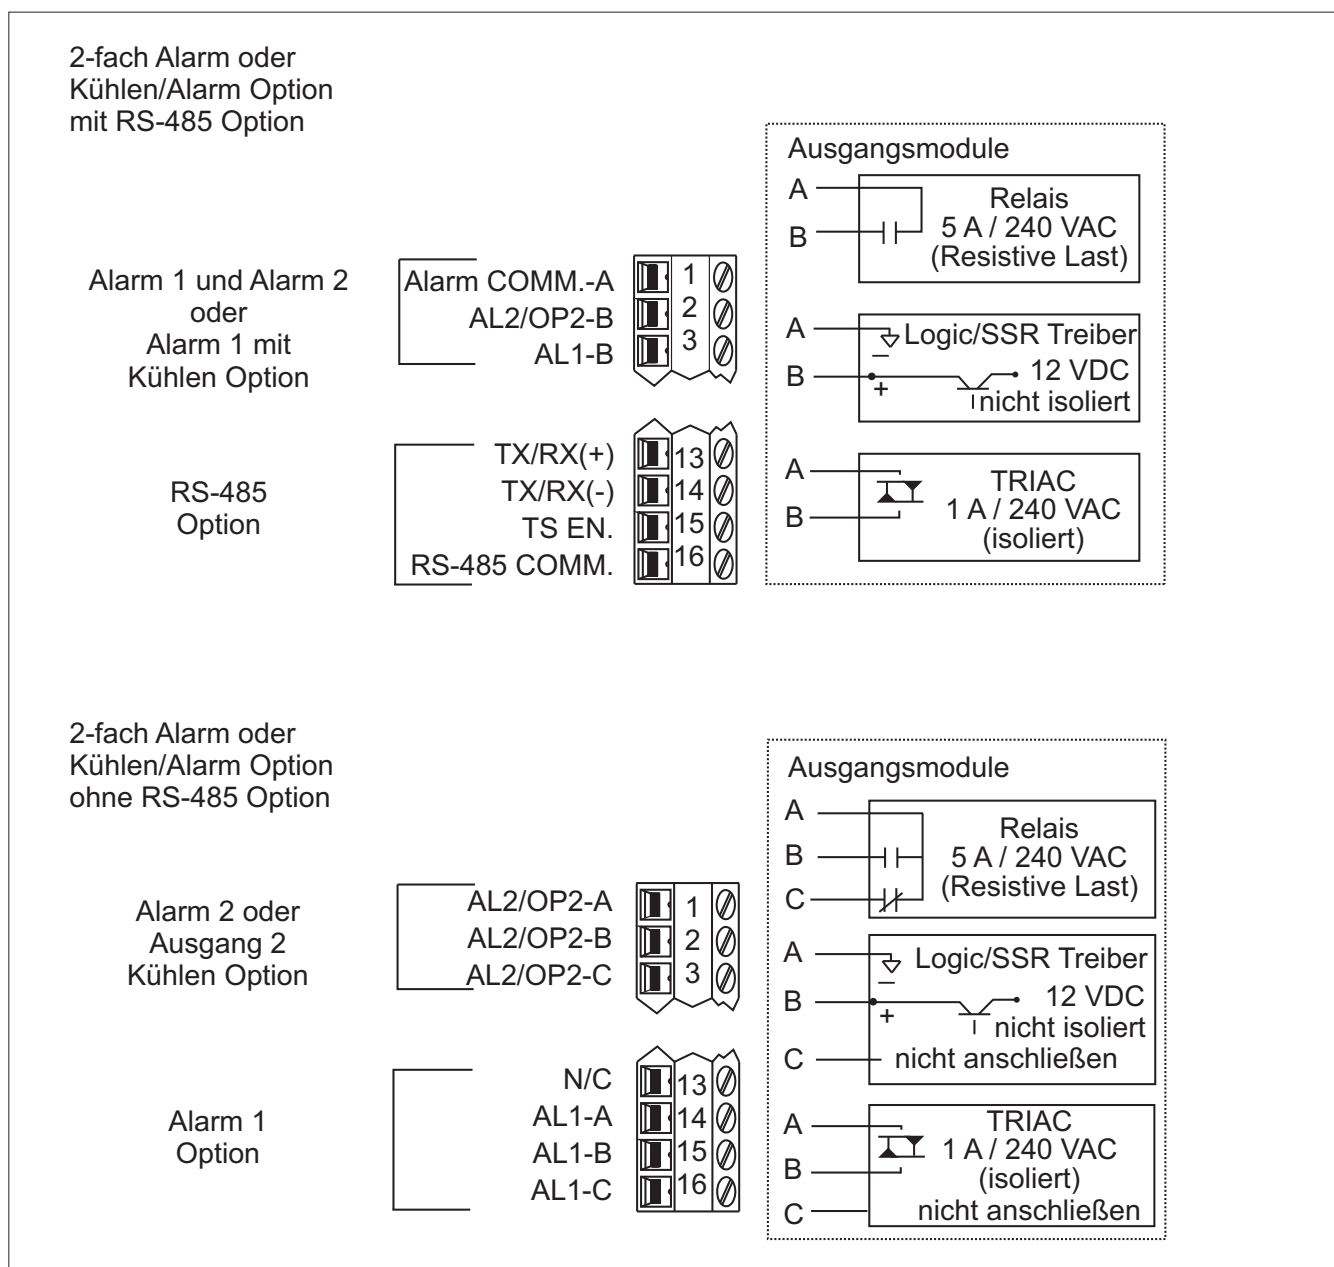 2-fach Alarm oder
Kühlen/Alarm Option
mit RS-485 Option
Alarm 1 und Alarm 2
oder
Alarm 1 mit
Kühlen Option
Alarm COMM.-A
AL2/OP2-B
AL1-B
1
2
3
RS-485
Option
TX/RX(+)
TX/RX(-)
TS EN.
RS-485 COMM.
13
14
15
16
Ausgangsmodule
A
B
Relais
5 A / 240 VAC
(Resistive Last)
A
B
Logic/SSR Treiber
–
+
12 VDC
nicht isoliert
A
B
TRIAC
1 A / 240 VAC
(isoliert)
2-fach Alarm oder
Kühlen/Alarm Option
ohne RS-485 Option
Alarm 2 oder
Ausgang 2
Kühlen Option
AL2/OP2-A
AL2/OP2-B
AL2/OP2-C
1
2
3
Alarm 1
Option
N/C
AL1-A
AL1-B
AL1-C
13
14
15
16
Ausgangsmodule
A
B
C
Relais
5 A / 240 VAC
(Resistive Last)
A
B
C
Logic/SSR Treiber
–
+
12 VDC
nicht isoliert
nicht anschließen
A
B
C
TRIAC
1 A / 240 VAC
(isoliert)
nicht anschließen